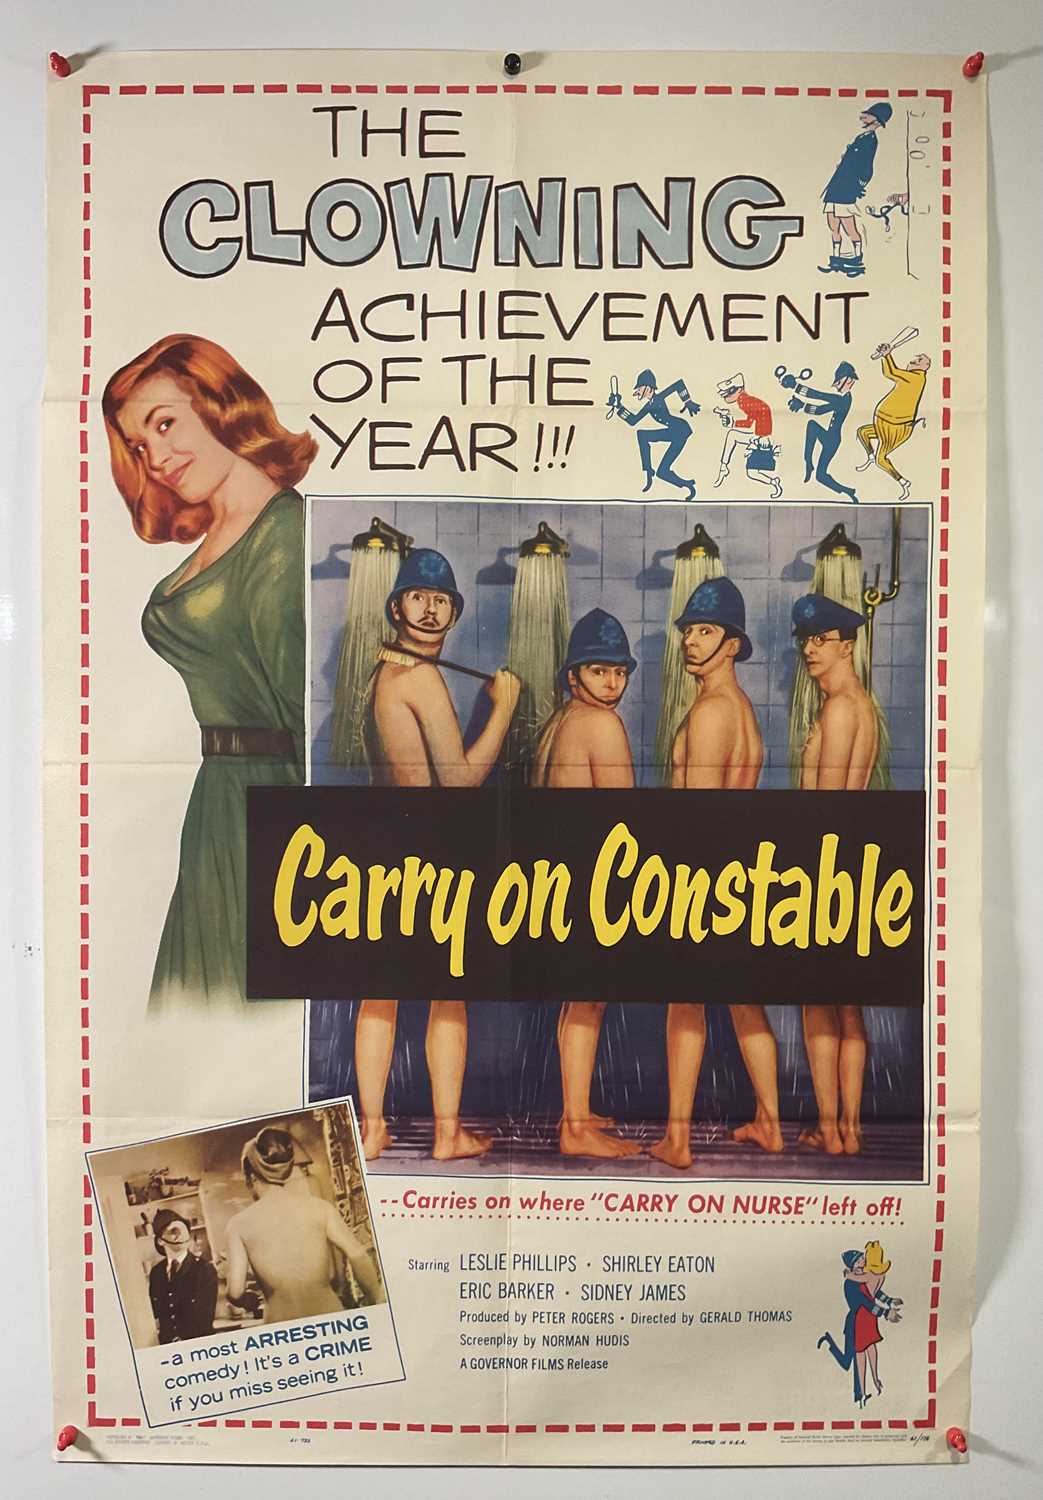 THE
CLOWNING
ACHIEVEMENT
OF THE
YEAR!!!
Carry on Constable
--Carries on where "CARRY ON NURSE" left off!
Starring LESLIE PHILLIPS · SHIRLEY EATON
ERIC BARKER · SIDNEY JAMES
Produced by PETER ROGERS · Directed by GERALD THOMAS
Screenplay by NORMAN HUDIS
A GOVERNOR FILMS Release
-a most ARRESTING
comedy! It's a CRIME
if you miss seeing it!
PRINTED IN U.S.A.